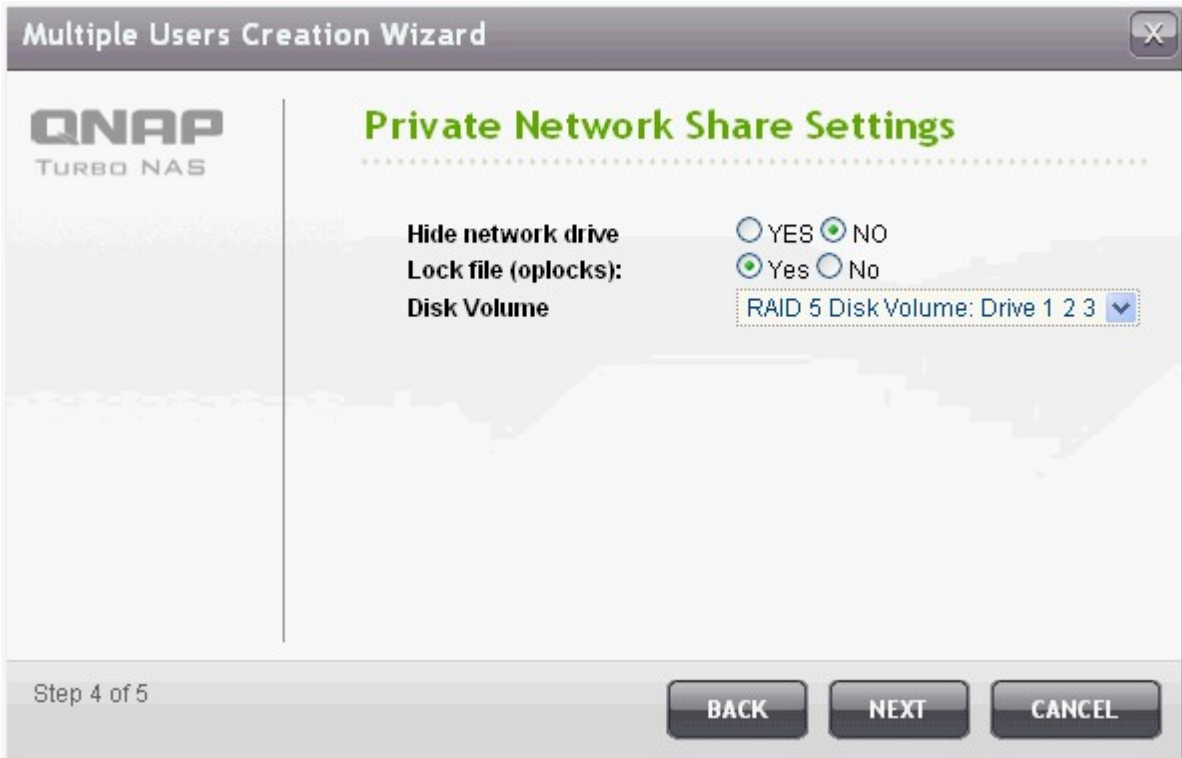 Multiple Users Creation Wizard
X
QNAP
TURBO NAS
Private Network Share Settings
Hide network drive YES NO
Lock file (oplocks): Yes No
Disk Volume RAID 5 Disk Volume: Drive 1 2 3
Step 4 of 5
BACK NEXT CANCEL